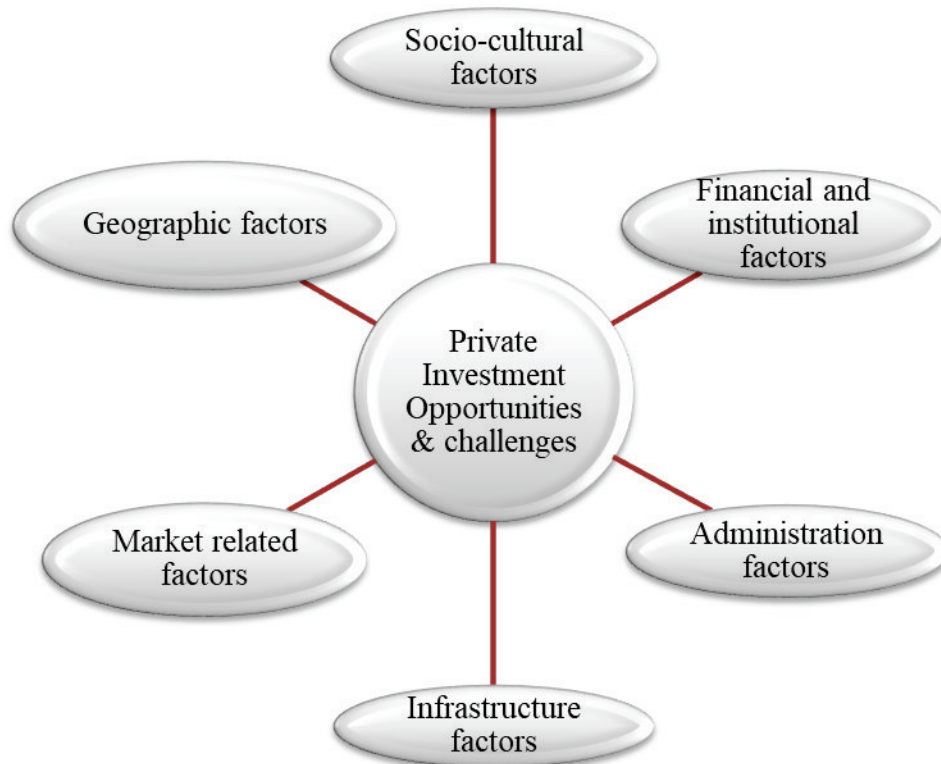 Socio-cultural
factors
Geographic factors
Financial and
institutional
factors
Private
Investment
Opportunities
& challenges
Market related
factors
Administration
factors
Infrastructure
factors